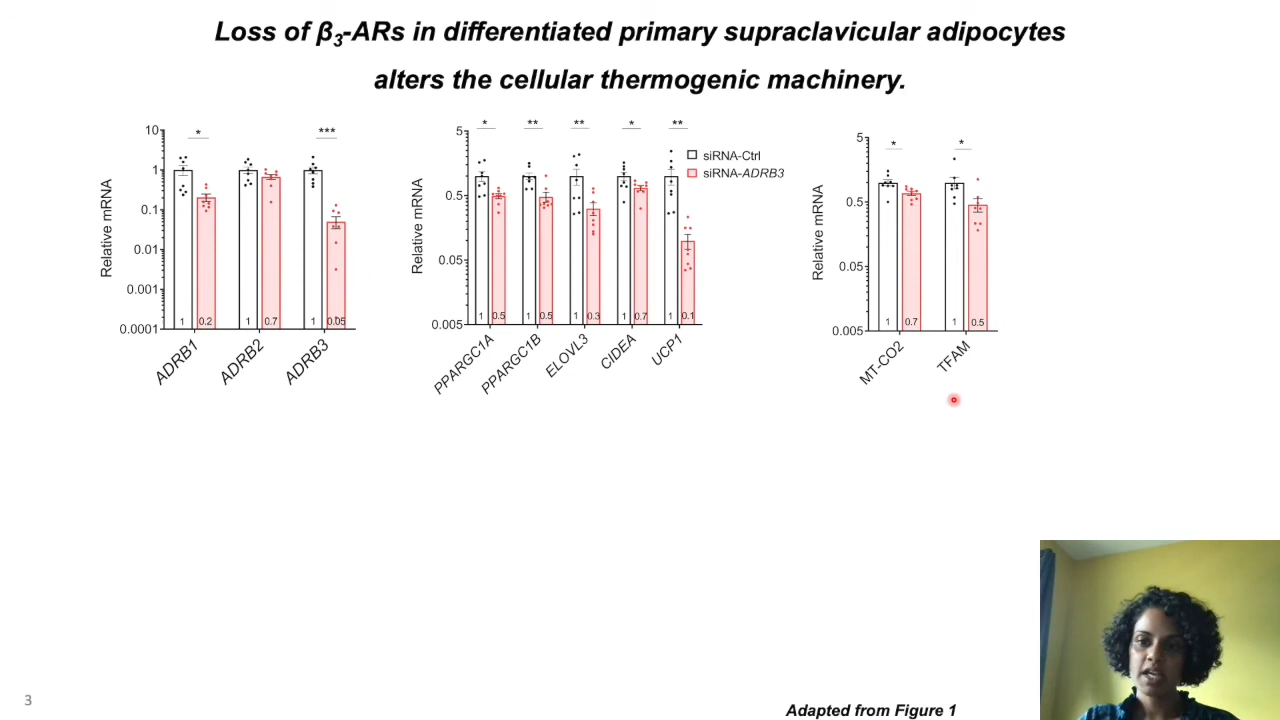 Loss of β3-ARs in differentiated primary supraclavicular adipocytes
alters the cellular thermogenic machinery.
Relative mRNA
10
1
0.1
0.01
0.001
0.0001
*
***
1
0.2
1
0.7
1
0.05
ADRB1
ADRB2
ADRB3
Relative mRNA
5
0.5
0.05
0.005
*
**
**
*
**
1
0.5
1
0.5
1
0.3
1
0.7
1
0.1
PPARGC1A
PPARGC1B
ELOVL3
CIDEA
UCP1
siRNA-Ctrl
siRNA-ADRB3
Relative mRNA
5
0.5
0.05
0.005
*
*
1
0.7
1
0.5
MT-CO2
TFAM
3
Adapted from Figure 1